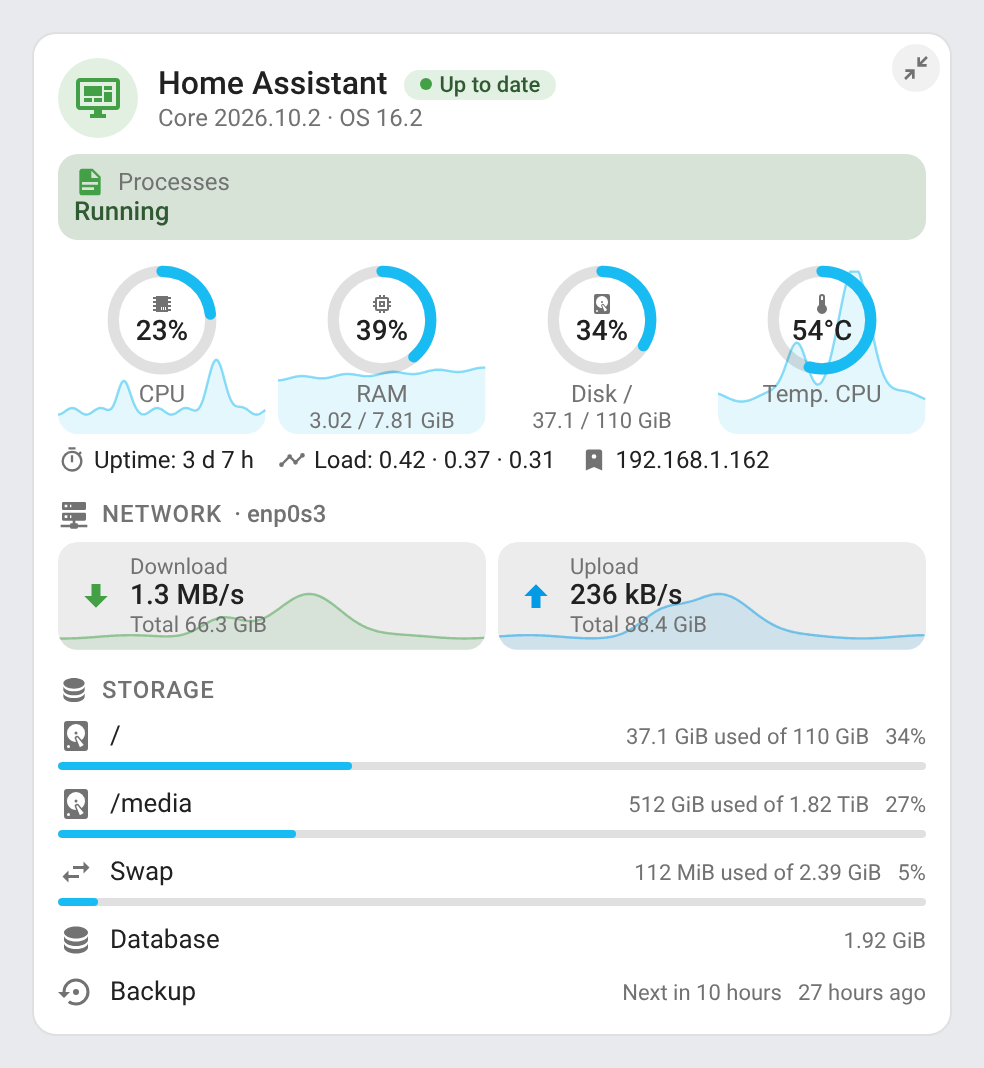 Home Assistant Up to date
Core 2026.10.2 · OS 16.2
Processes
Running
23%
CPU
39%
RAM
3.02 / 7.81 GiB
34%
Disk /
37.1 / 110 GiB
54°C
Temp. CPU
Uptime: 3 d 7 h Load: 0.42 · 0.37 · 0.31 192.168.1.162
NETWORK · enp0s3
Download
1.3 MB/s
Total 66.3 GiB
Upload
236 kB/s
Total 88.4 GiB
STORAGE
/ 37.1 GiB used of 110 GiB 34%
/media 512 GiB used of 1.82 TiB 27%
Swap 112 MiB used of 2.39 GiB 5%
Database 1.92 GiB
Backup Next in 10 hours 27 hours ago